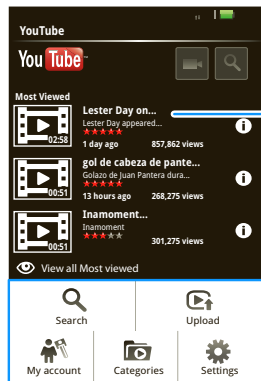 YouTube
You Tube™
Most Viewed
Lester Day on...
Lester Day appeared...
02:58
1 day ago 857,862 views
gol de cabeza de pante...
Golazo de Juan Pantera dura...
00:51
13 hours ago 268,275 views
Inamoment...
Inamoment
00:51
301,275 views
View all Most viewed
Search Upload
My account Categories Settings